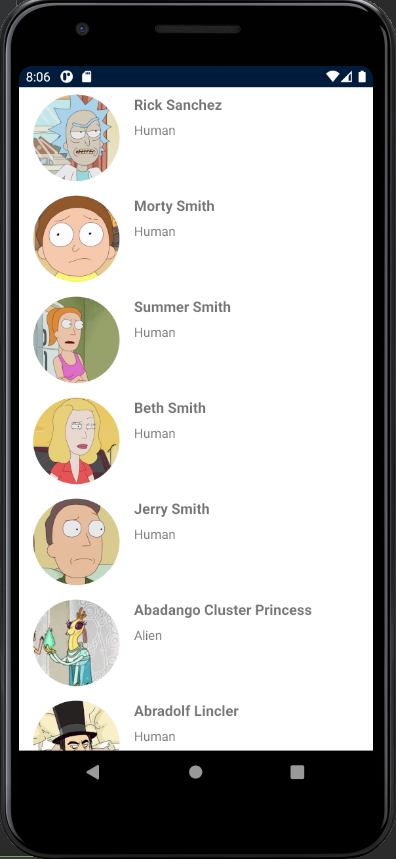 8:06
Rick Sanchez
Human
Morty Smith
Human
Summer Smith
Human
Beth Smith
Human
Jerry Smith
Human
Abadango Cluster Princess
Alien
Abradolf Lincler
Human